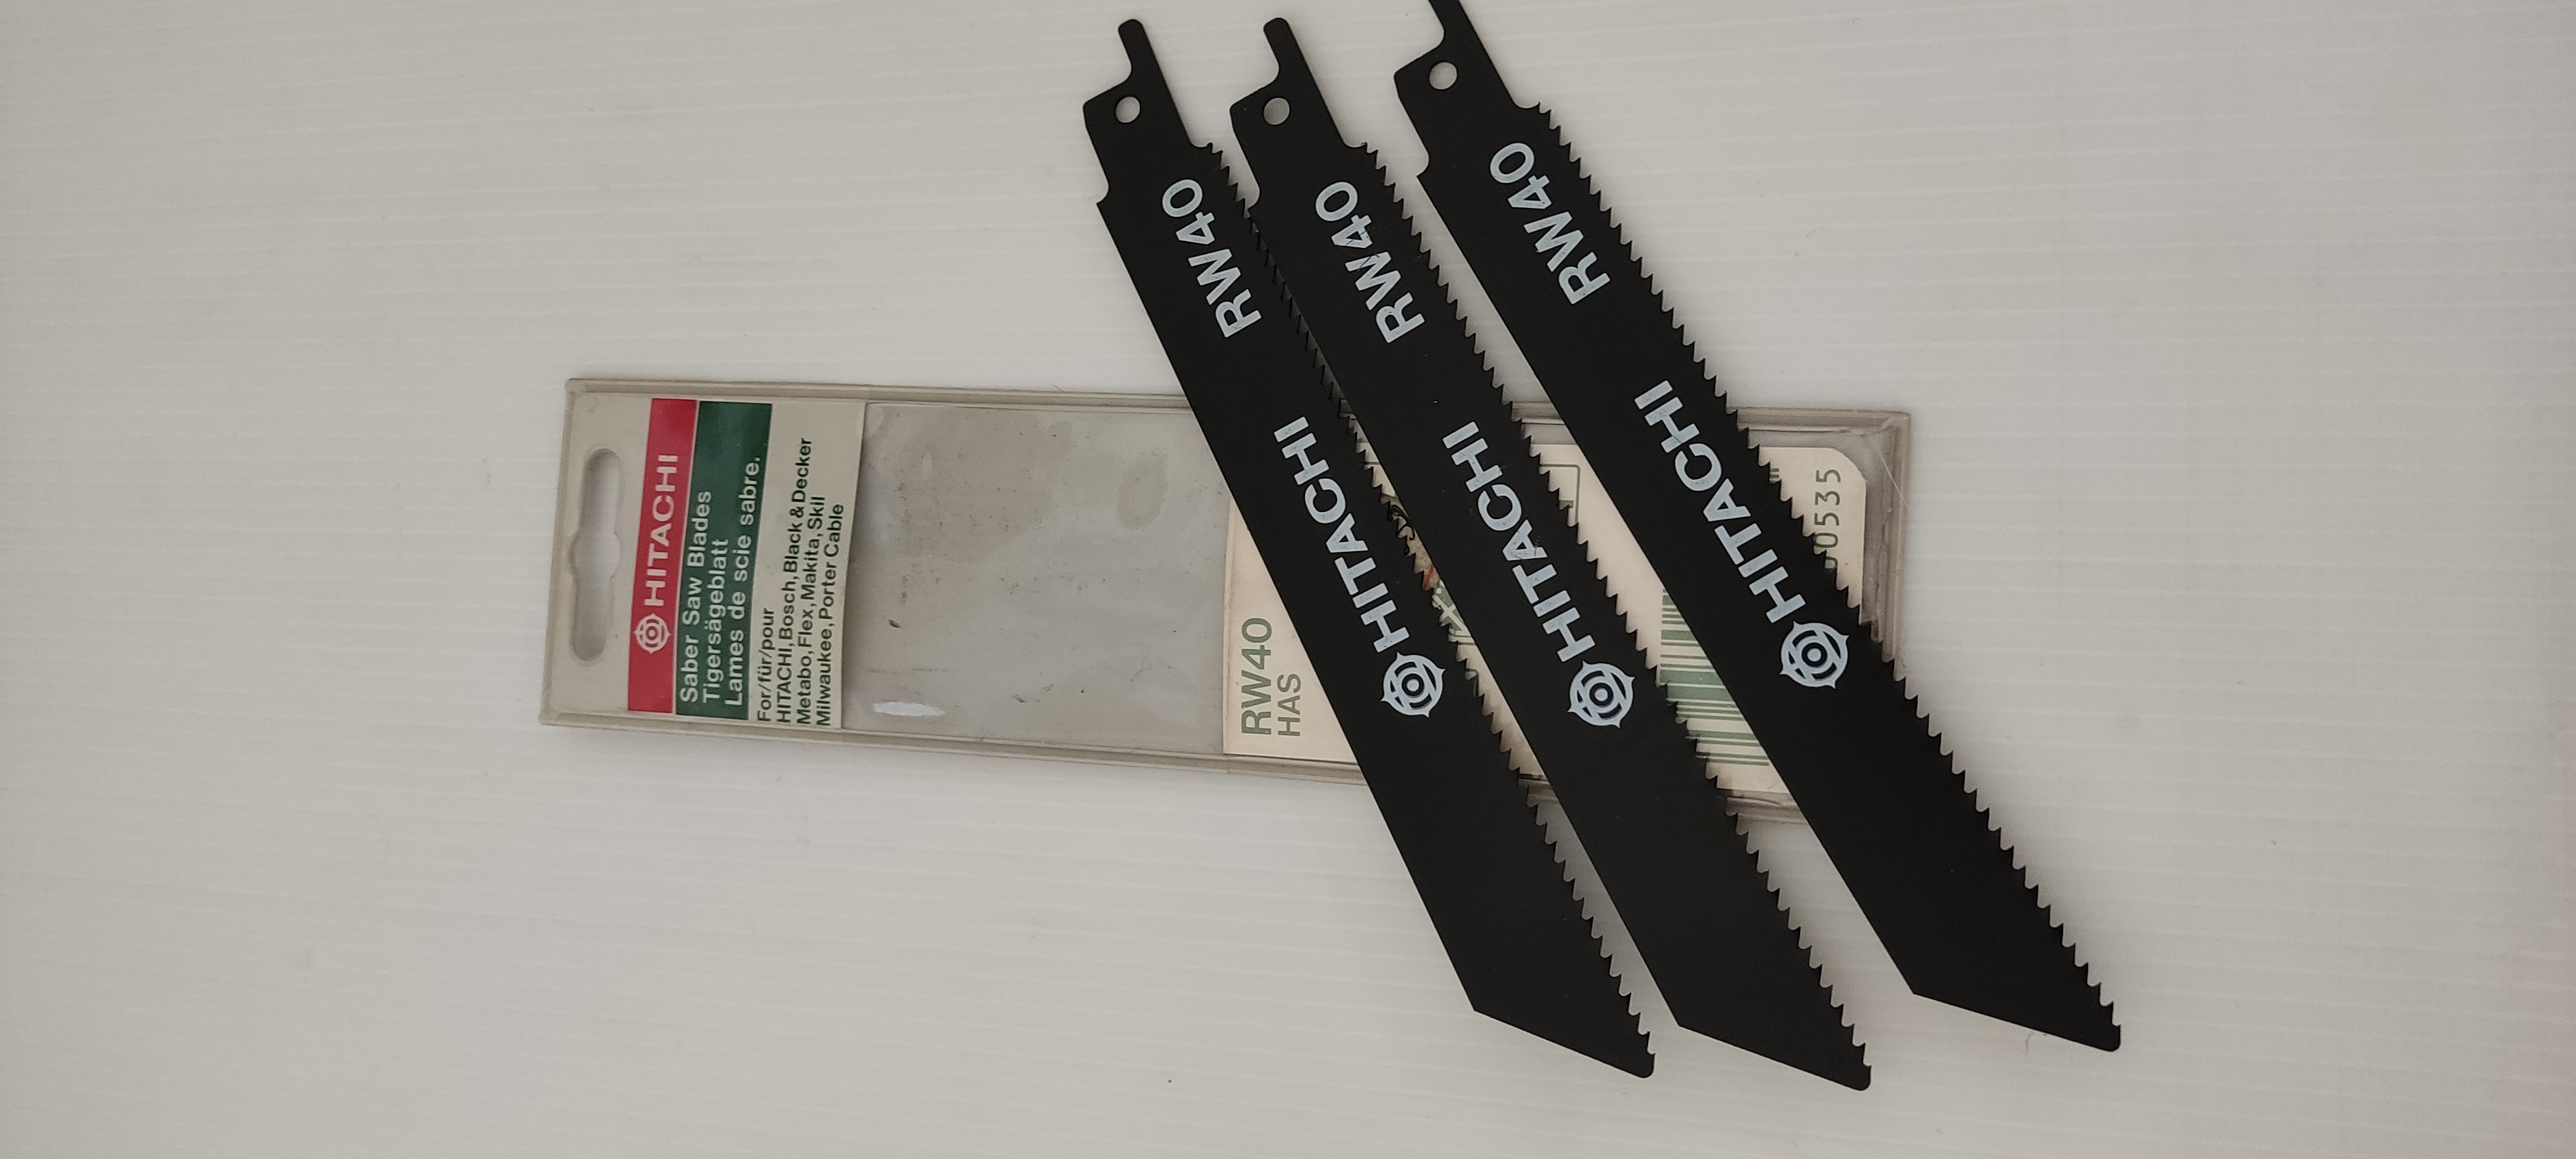 HITACHI
Saber Saw Blades
Tigersägeblatt
Lames de scie sabre.
For/für/pour
HITACHI,Bosch,Black &Decker
Metabo,Flex,Makita,Skil
Milwaukee,Porter Cable
RW40
HAS
HITACHI RW40
HITACHI RW40
HITACHI RW40
0535